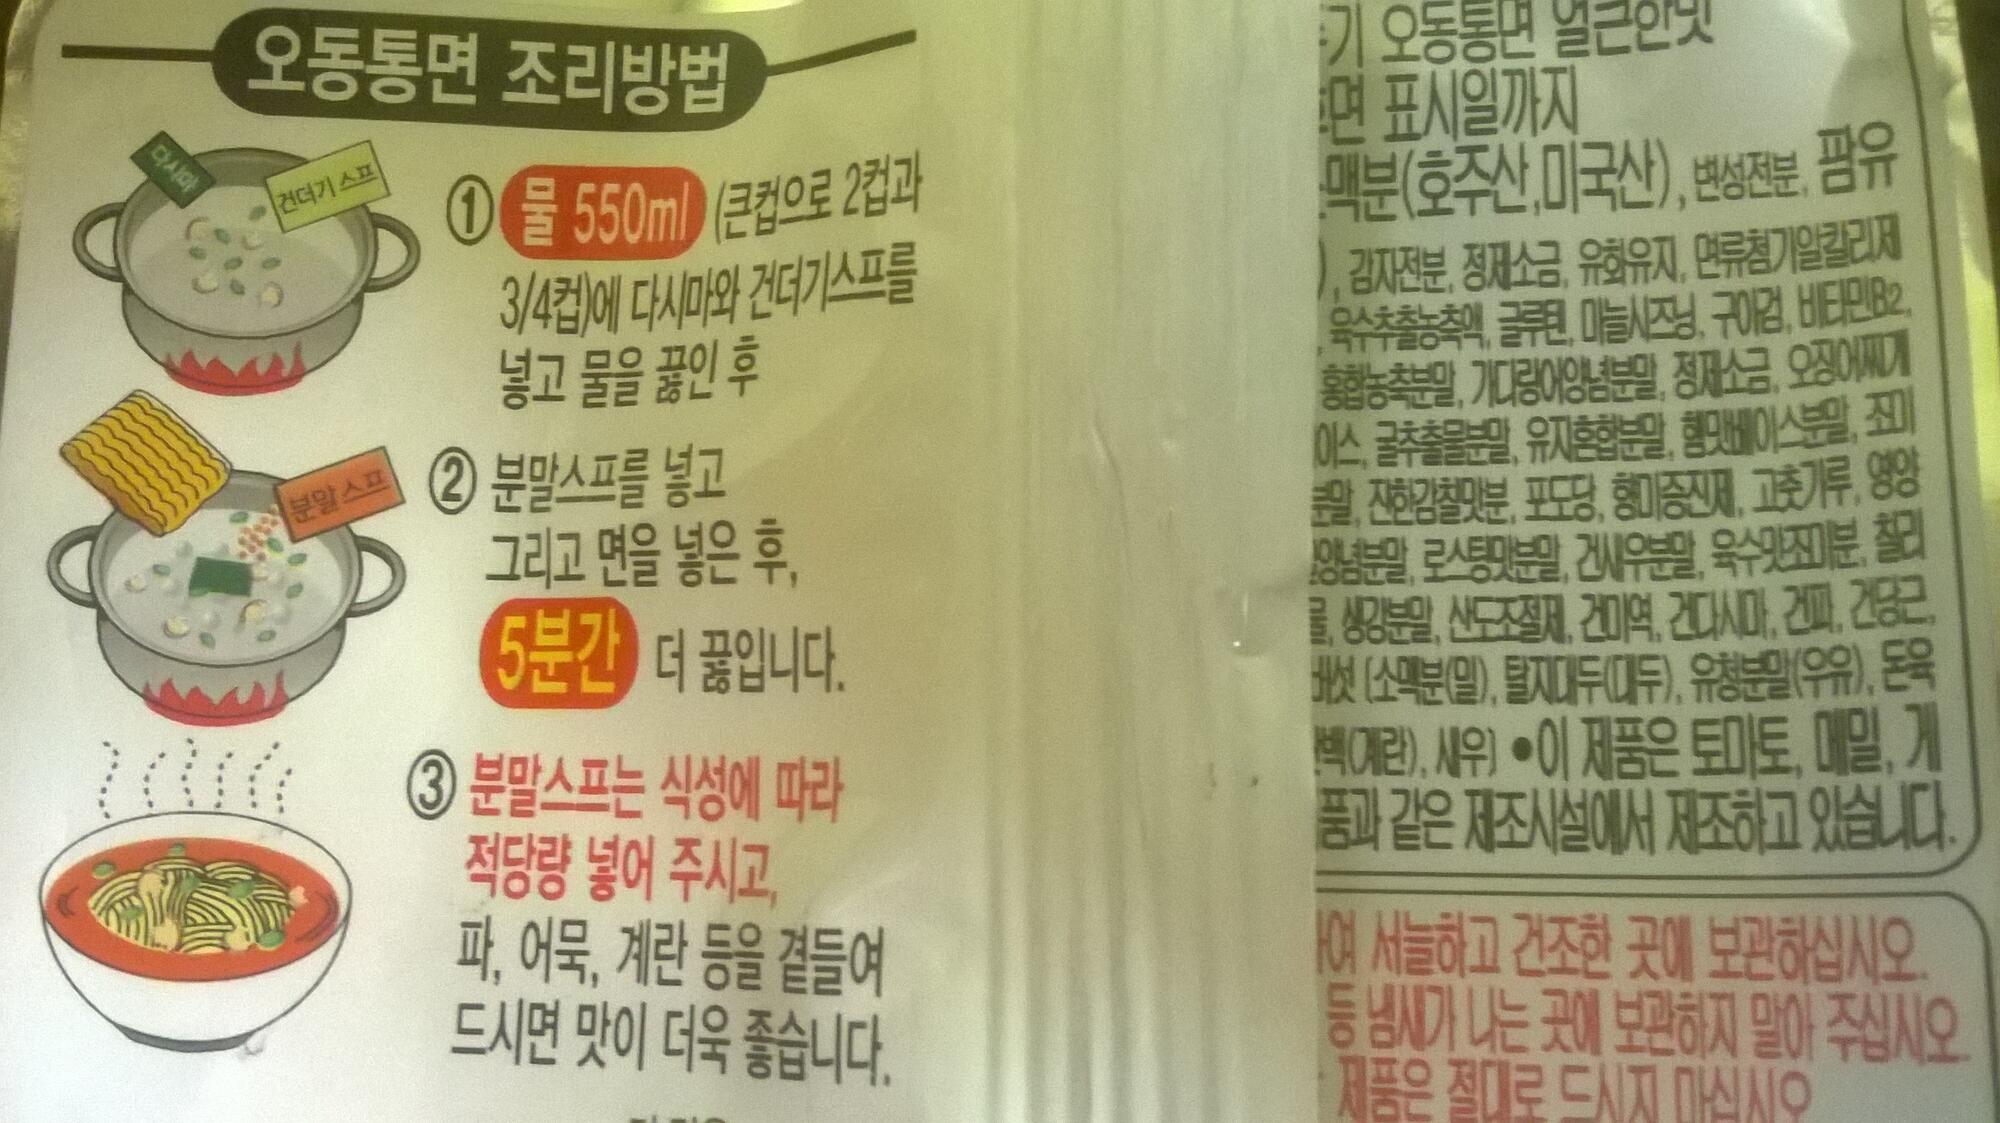 오동통면 조리방법
다시마
건더기 스프
① 물 550ml (큰컵으로 2컵과
3/4컵)에 다시마와 건더기스프를
넣고 물을 끓인 후
분말 스프
② 분말스프를 넣고
그리고 면을 넣은 후,
5분간 더 끓입니다.
③ 분말스프는 식성에 따라
적당량 넣어 주시고,
파, 어묵, 계란 등을 곁들여
드시면 맛이 더욱 좋습니다.
오동통면 얼큰한맛
면 표시일까지
맥분(호주산,미국산), 변성전분, 팜유
), 감자전분, 정제소금, 유화유지, 면류첨가알칼리제
육수추출농축액, 글루텐, 마늘시즈닝, 구아검, 비타민B2,
홍합농축분말, 가다랑어양념분말, 정제소금, 오징어찌개
이스, 굴추출물분말, 유지혼합분말, 햄맛베이스분말, 조미
분말, 진한감칠맛분, 포도당, 향미증진제, 고춧가루, 영양
양념분말, 로스팅맛분말, 건새우분말, 육수맛조미분, 칠리
물, 생강분말, 산도조절제, 건미역, 건다시마, 건파, 건당근,
버섯 (소맥분(밀), 탈지대두(대두), 유청분말(우유), 돈육
백(계란), 새우) •이 제품은 토마토, 메밀, 게
품과 같은 제조시설에서 제조하고 있습니다.
여 서늘하고 건조한 곳에 보관하십시오.
등 냄새가 나는 곳에 보관하지 말아 주십시오.
제품은 절대로 드시지 마십시오